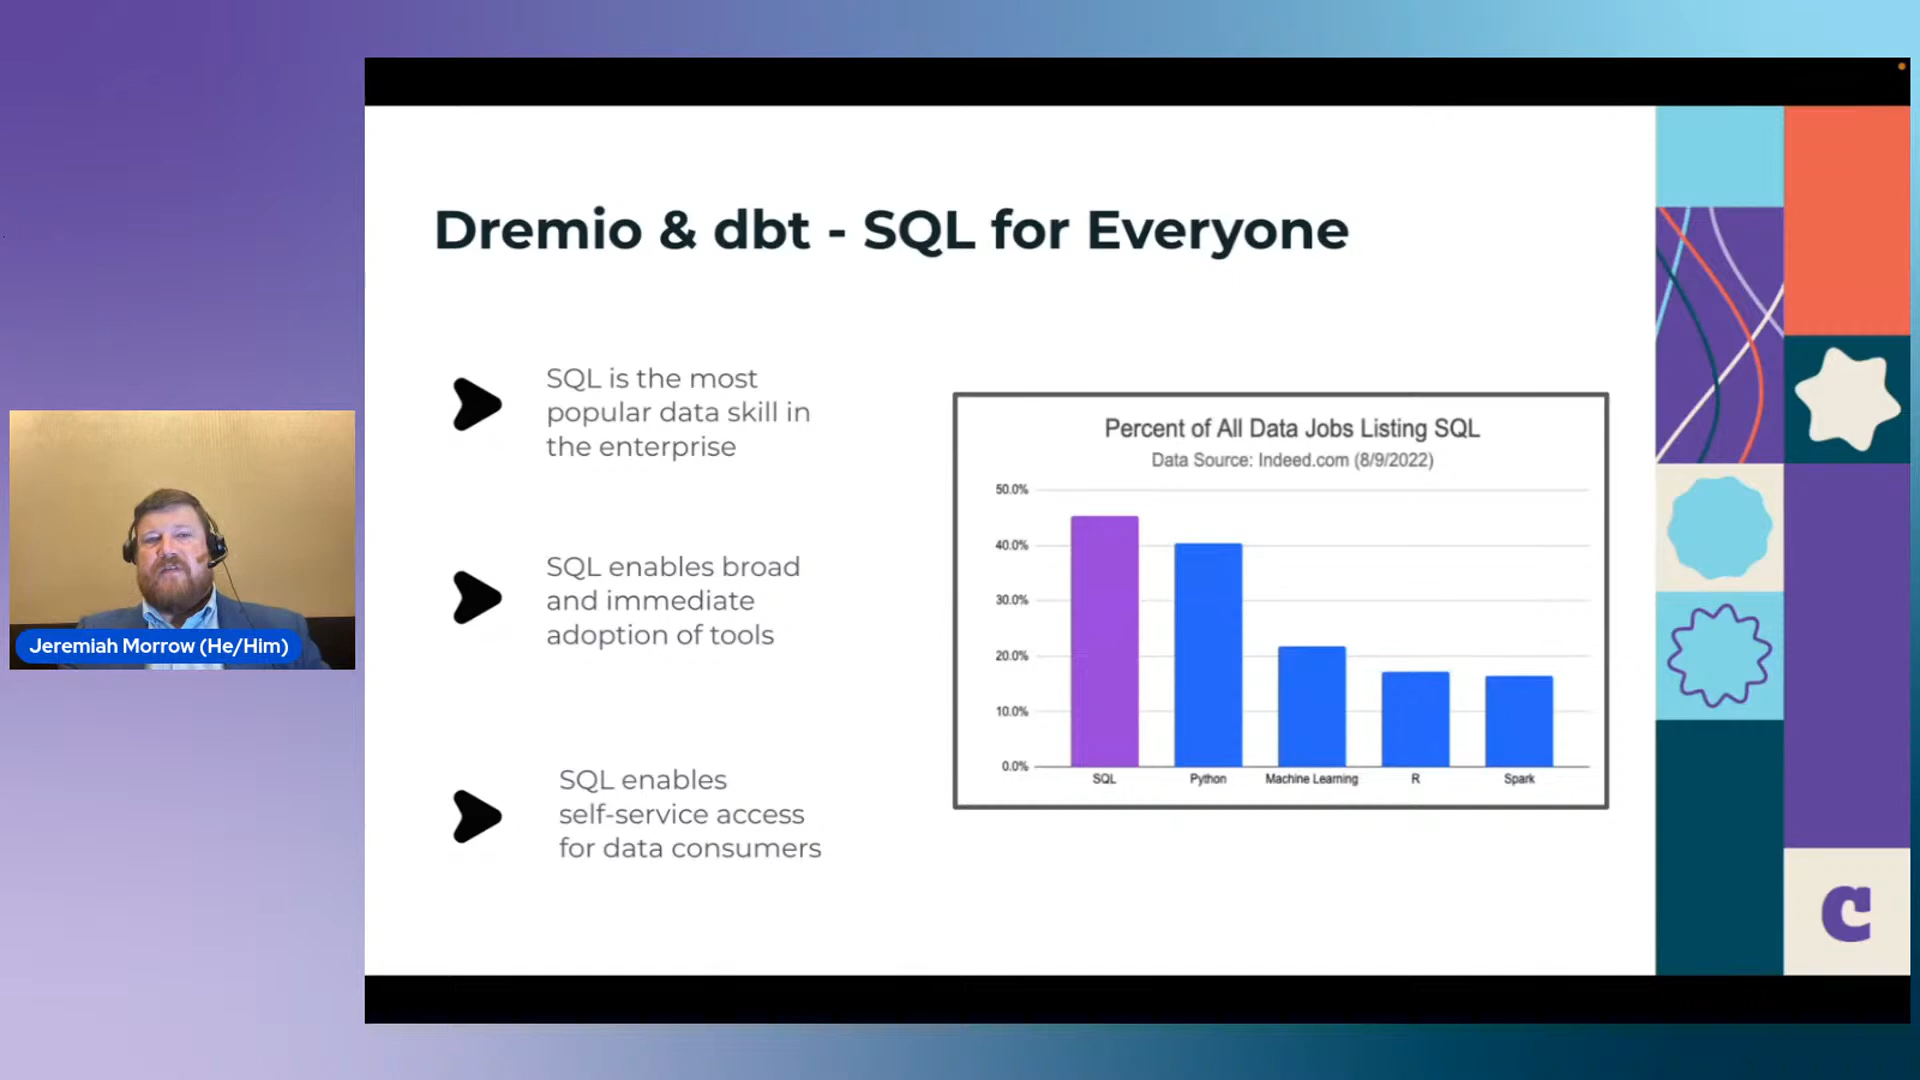 Dremio & dbt - SQL for Everyone
SQL is the most
popular data skill in
the enterprise
SQL enables broad
and immediate
adoption of tools
SQL enables
self-service access
for data consumers
Percent of All Data Jobs Listing SQL
Data Source: Indeed.com (8/9/2022)
50.0%
40.0%
30.0%
20.0%
10.0%
0.0%
SQL Python Machine Learning R Spark
Jeremiah Morrow (He/Him)
C